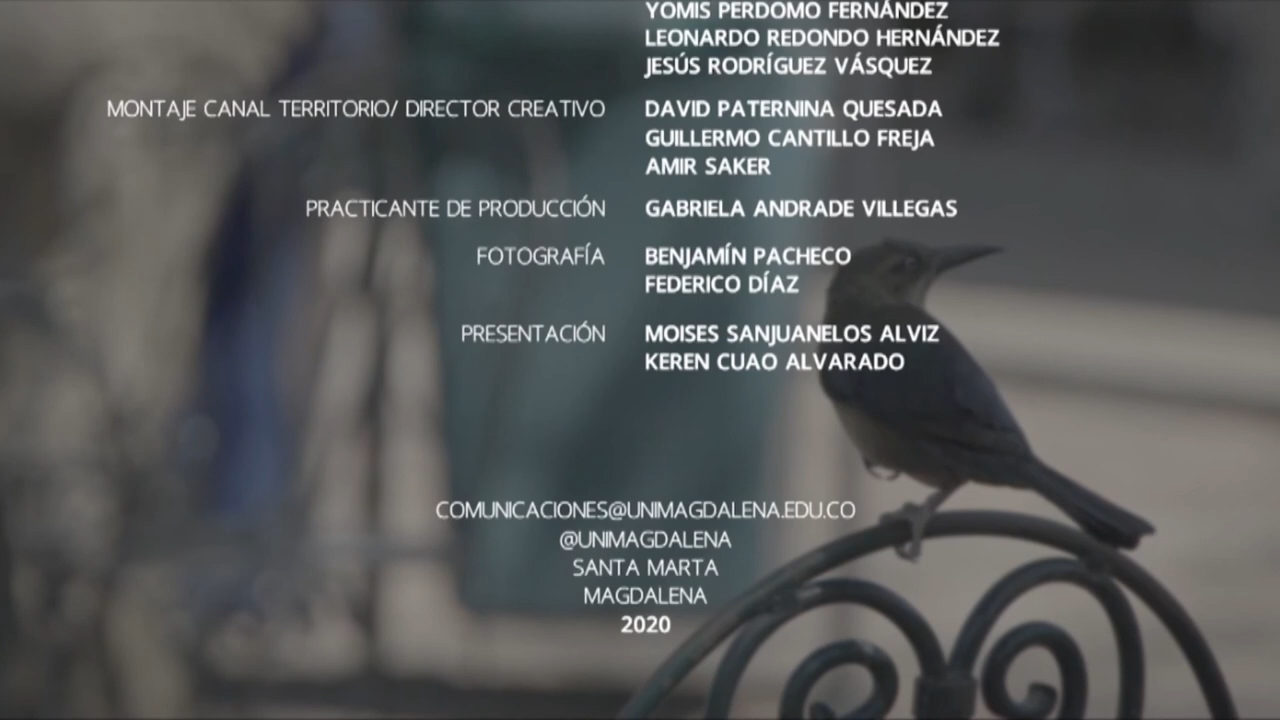 YOMIS PERDOMO FERNÁNDEZ
LEONARDO REDONDO HERNÁNDEZ
JESÚS RODRÍGUEZ VÁSQUEZ
MONTAJE CANAL TERRITORIO/ DIRECTOR CREATIVO DAVID PATERNINA QUESADA
GUILLERMO CANTILLO FREJA
AMIR SAKER
PRACTICANTE DE PRODUCCIÓN GABRIELA ANDRADE VILLEGAS
FOTOGRAFÍA BENJAMÍN PACHECO
FEDERICO DÍAZ
PRESENTACIÓN MOISES SANJUANELOS ALVIZ
KEREN CUAO ALVARADO
COMUNICACIONES@UNIMAGDALENA.EDU.CO
@UNIMAGDALENA
SANTA MARTA
MAGDALENA
2020